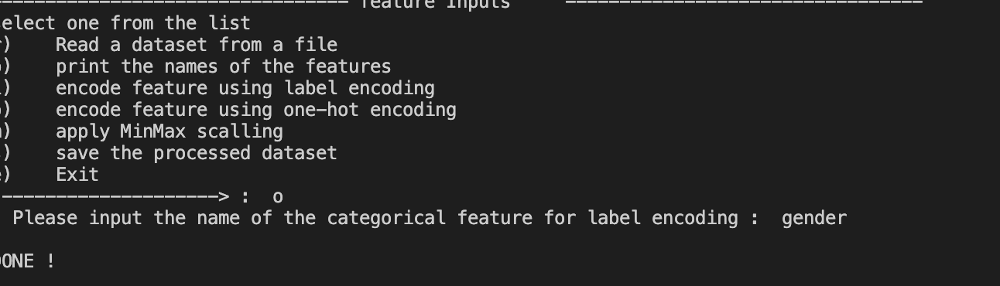 --------------------------------- feature Inputs ---------------------------------
elect one from the list
) Read a dataset from a file
) print the names of the features
) encode feature using label encoding
) encode feature using one-hot encoding
) apply MinMax scalling
) save the processed dataset
) Exit
--------------------> : o
Please input the name of the categorical feature for label encoding : gender
DONE !